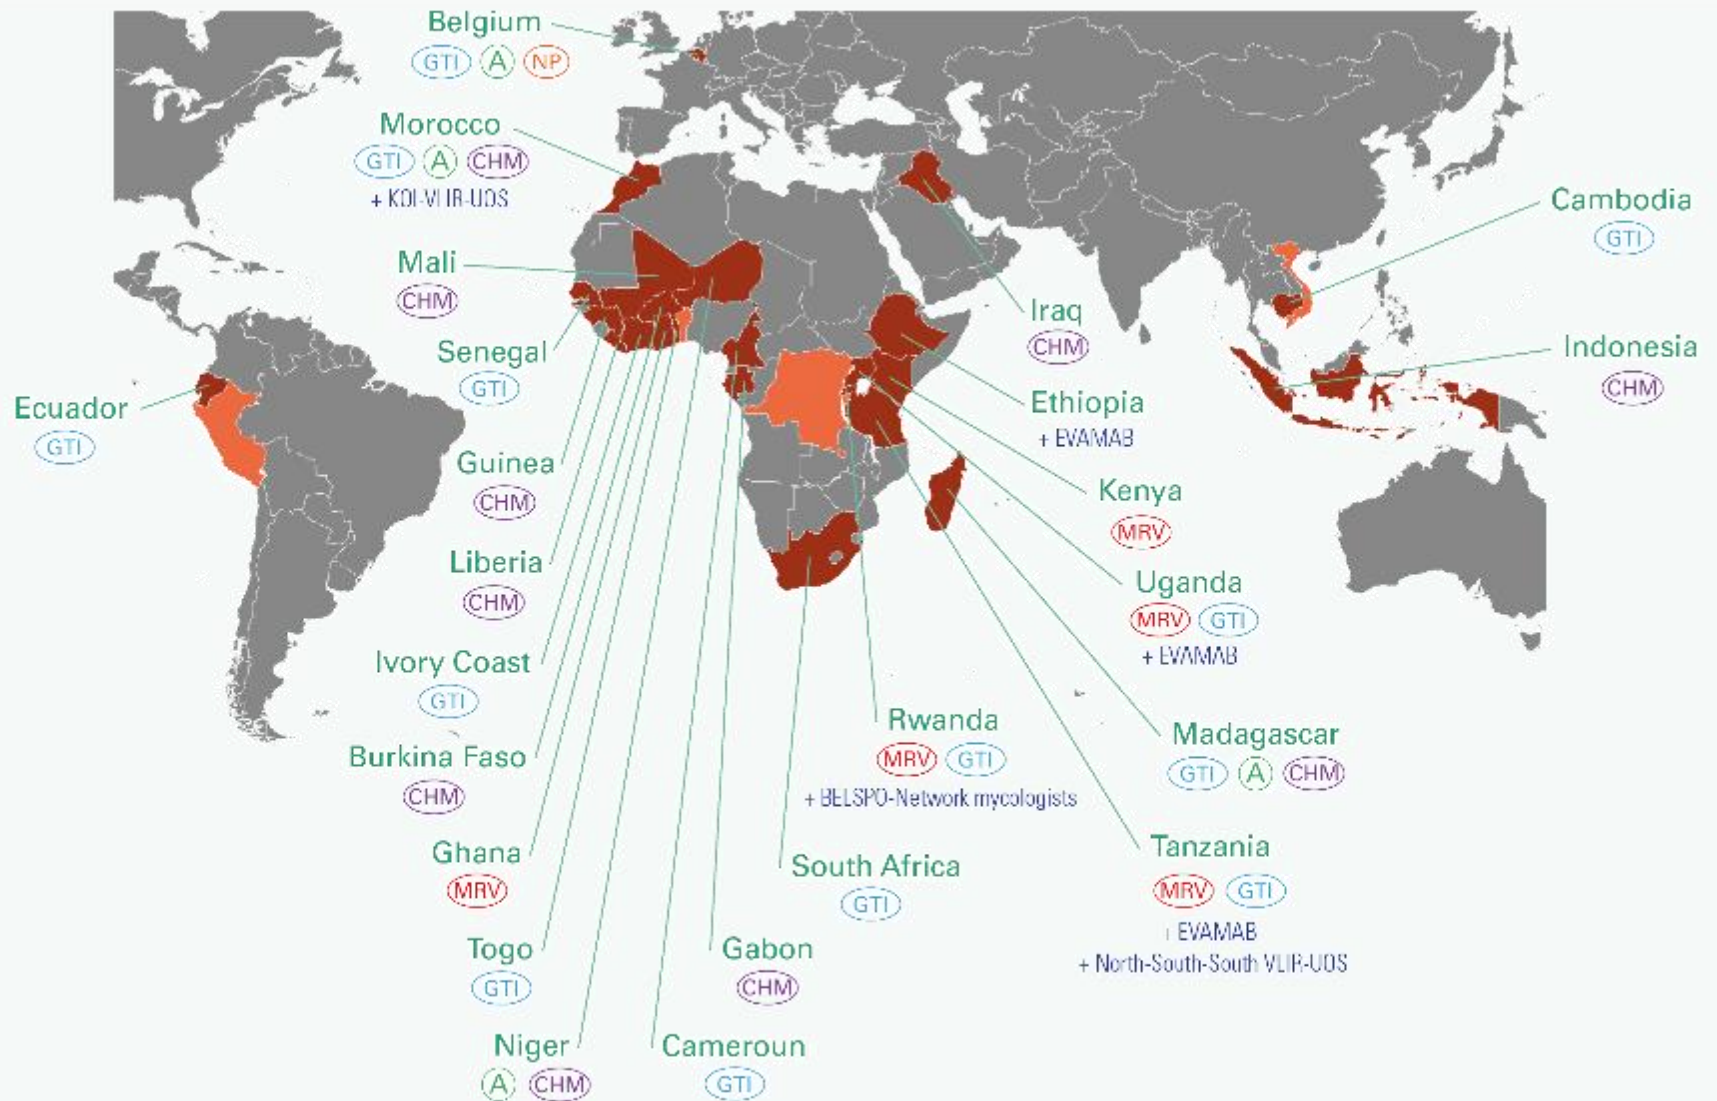 Belgium
GTI A NP
Morocco
GTI A CHM
+ KOI-VLIR-UOS
Mali
CHM
Senegal
GTI
Ecuador
GTI
Guinea
CHM
Liberia
CHM
Ivory Coast
GTI
Burkina Faso
CHM
Ghana
MRV
Togo
GTI
Niger
A CHM
Cameroun
GTI
Gabon
CHM
South Africa
GTI
Rwanda
MRV GTI
+ BELSPO-Network mycologists
Iraq
CHM
Ethiopia
+ EVAMAB
Kenya
MRV
Uganda
MRV GTI
+ EVAMAB
Madagascar
GTI A CHM
Tanzania
MRV GTI
+ EVAMAB
+ North-South-South VLIR-UOS
Cambodia
GTI
Indonesia
CHM